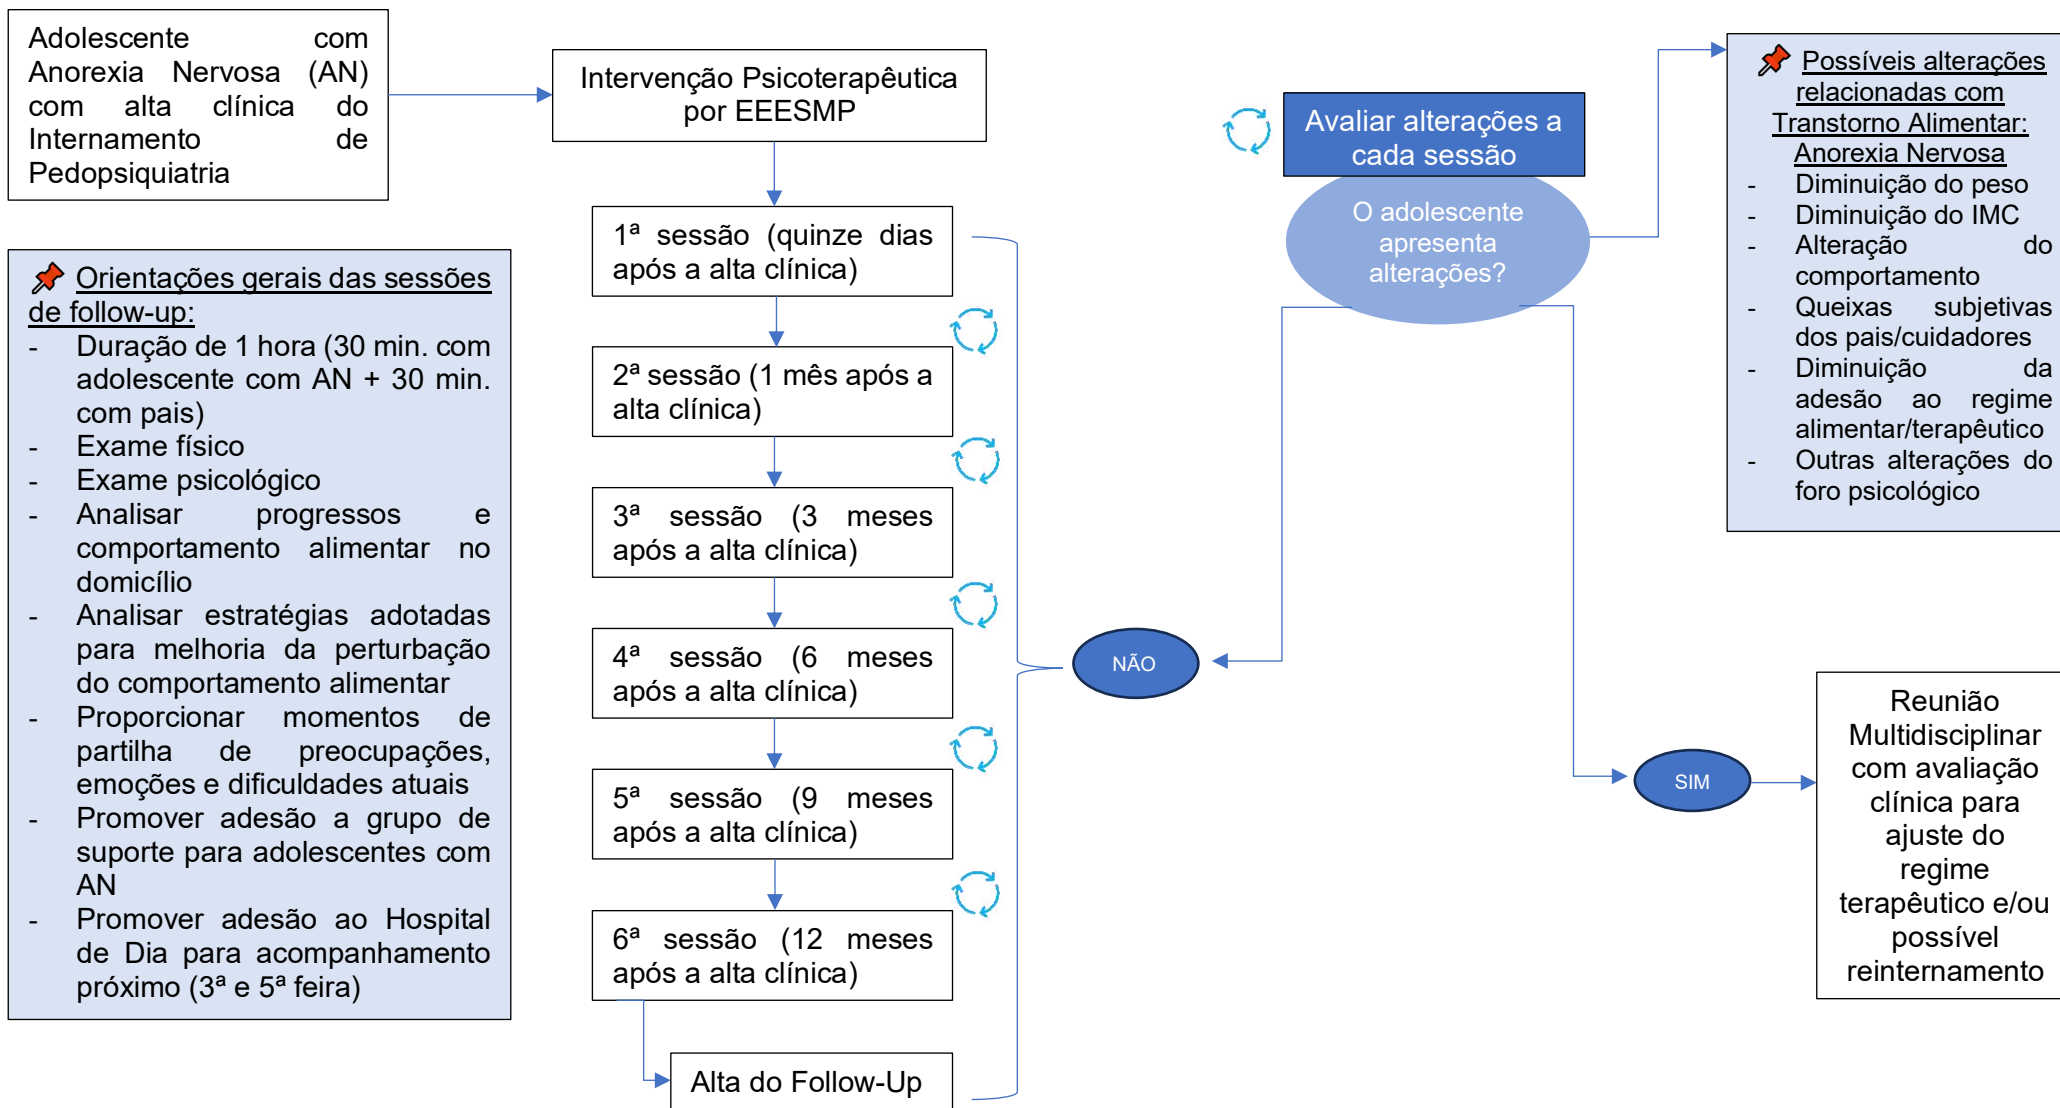 Adolescente com
Anorexia Nervosa (AN)
com alta clínica do
Internamento de
Pedopsiquiatria
Orientações gerais das sessões
de follow-up:
- Duração de 1 hora (30 min. com
adolescente com AN + 30 min.
com pais)
- Exame físico
- Exame psicológico
- Analisar progressos e
comportamento alimentar no
domicílio
- Analisar estratégias adotadas
para melhoria da perturbação
do comportamento alimentar
- Proporcionar momentos de
partilha de preocupações,
emoções e dificuldades atuais
- Promover adesão a grupo de
suporte para adolescentes com
AN
- Promover adesão ao Hospital
de Dia para acompanhamento
próximo (3ª e 5ª feira)
Intervenção Psicoterapêutica
por EEESMP
1ª sessão (quinze dias
após a alta clínica)
2ª sessão (1 mês após a
alta clínica)
3ª sessão (3 meses
após a alta clínica)
4ª sessão (6 meses
após a alta clínica)
5ª sessão (9 meses
após a alta clínica)
6ª sessão (12 meses
após a alta clínica)
Alta do Follow-Up
Avaliar alterações a
cada sessão
O adolescente
apresenta
alterações?
NÃO
SIM
Possíveis alterações
relacionadas com
Transtorno Alimentar:
Anorexia Nervosa
- Diminuição do peso
- Diminuição do IMC
- Alteração do
comportamento
- Queixas subjetivas
dos pais/cuidadores
- Diminuição da
adesão ao regime
alimentar/terapêutico
- Outras alterações do
foro psicológico
Reunião
Multidisciplinar
com avaliação
clínica para
ajuste do
regime
terapêutico e/ou
possível
reinternamento